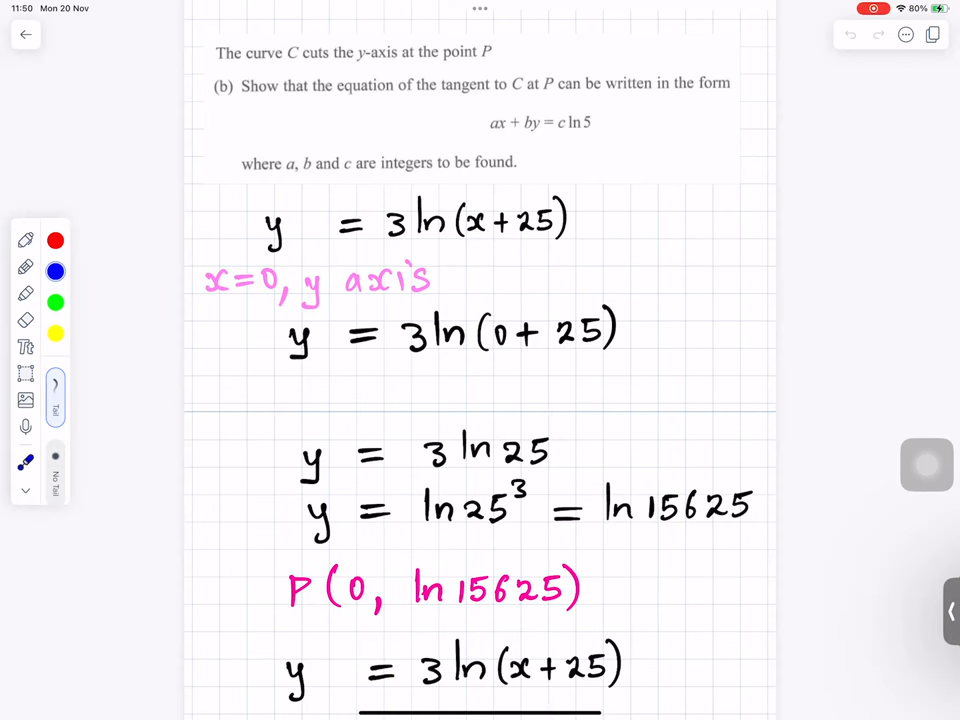 11:50 Mon 20 Nov
80%
The curve C cuts the y-axis at the point P
(b) Show that the equation of the tangent to C at P can be written in the form
ax + by = c ln 5
where a, b and c are integers to be found.
y = 3 ln (x + 25)
x = 0, y axis
y = 3 ln (0 + 25)
y = 3 ln 25
y = ln 25³ = ln 15625
P (0, ln 15625)
y = 3 ln (x + 25)
Tt
Tail
No Tail